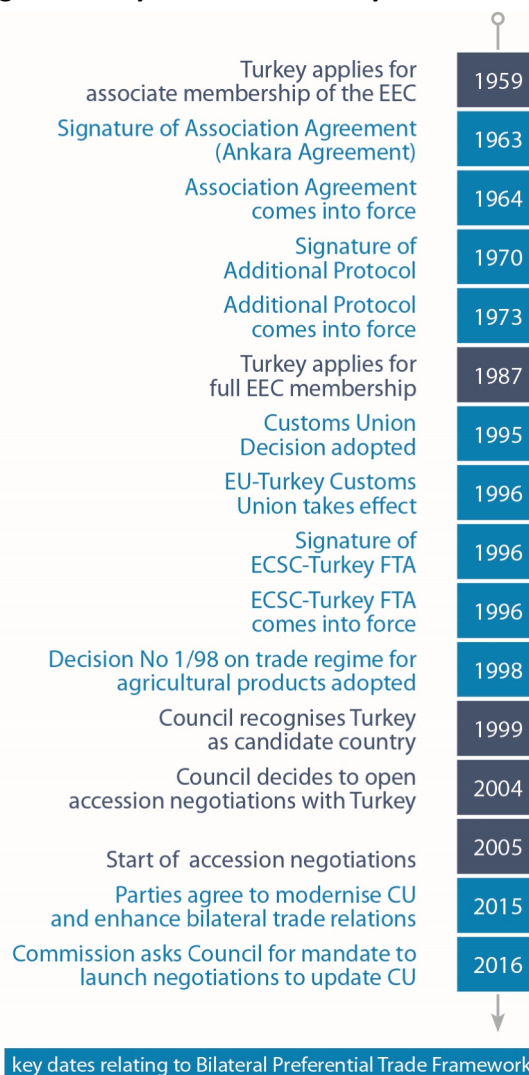 Turkey applies for
associate membership of the EEC
1959
Signature of Association Agreement
(Ankara Agreement)
1963
Association Agreement
comes into force
1964
Signature of
Additional Protocol
1970
Additional Protocol
comes into force
1973
Turkey applies for
full EEC membership
1987
Customs Union
Decision adopted
1995
EU-Turkey Customs
Union takes effect
1996
Signature of
ECSC-Turkey FTA
1996
ECSC-Turkey FTA
comes into force
1996
Decision No 1/98 on trade regime for
agricultural products adopted
1998
Council recognises Turkey
as candidate country
1999
Council decides to open
accession negotiations with Turkey
2004
Start of accession negotiations
2005
Parties agree to modernise CU
and enhance bilateral trade relations
2015
Commission asks Council for mandate to
launch negotiations to update CU
2016
key dates relating to Bilateral Preferential Trade Framework